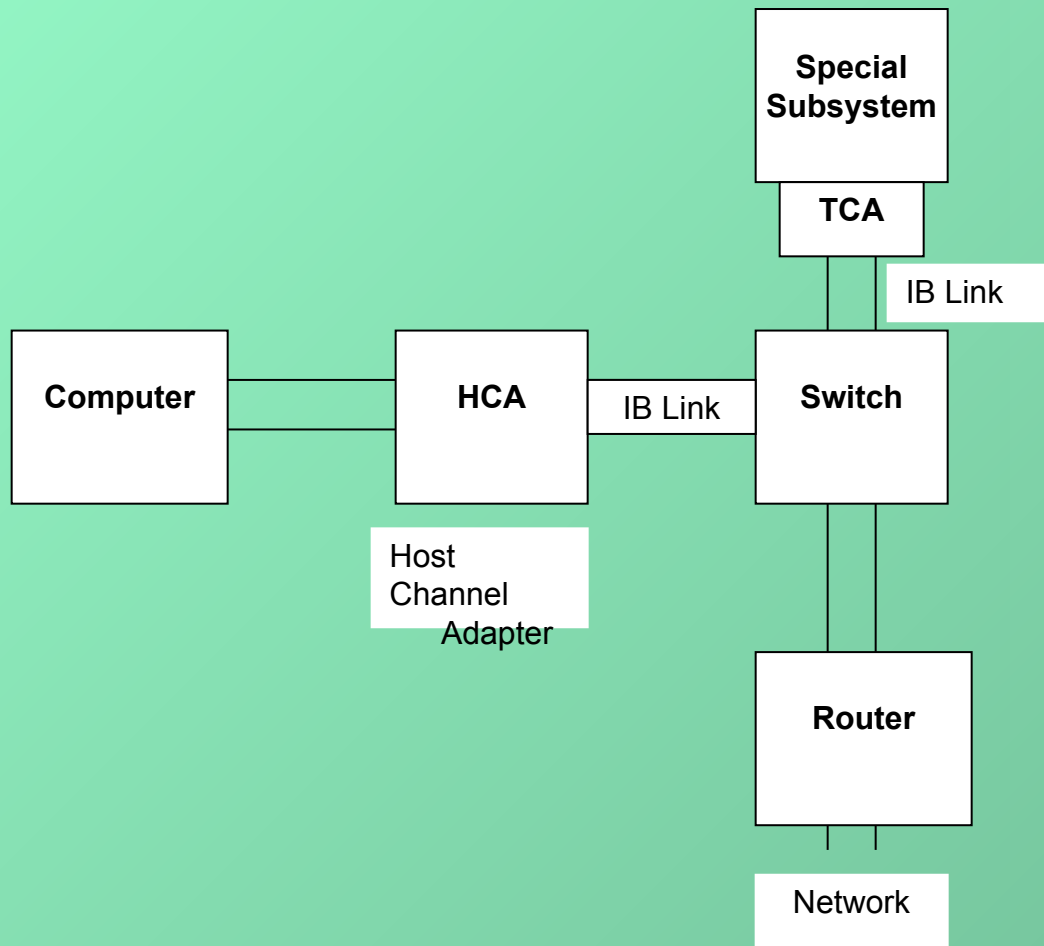 Special
Subsystem
TCA
IB Link
Computer
HCA
IB Link
Switch
Host
Channel
Adapter
Router
Network